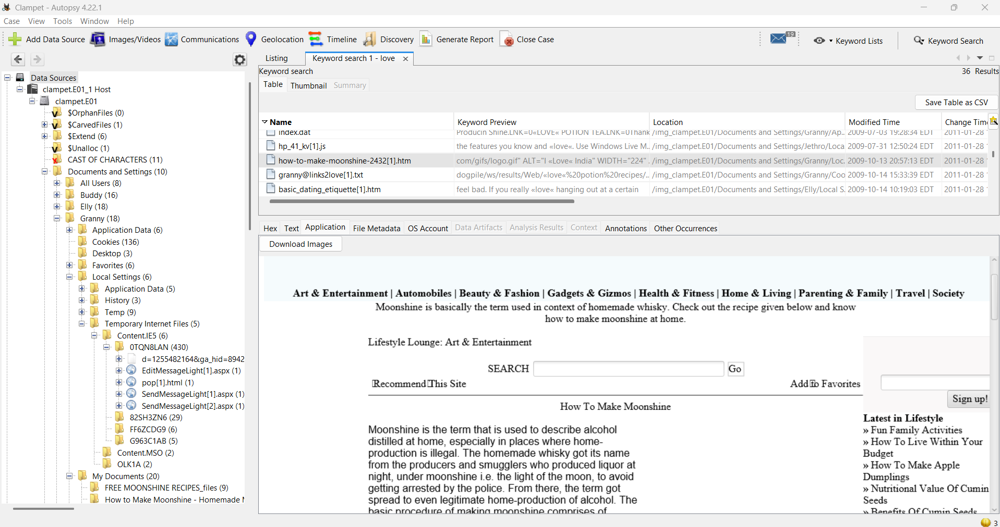 Clampet - Autopsy 4.22.1
Case View Tools Window Help
Add Data Source Images/Videos Communications Geolocation Timeline Discovery Generate Report Close Case 19 Keyword Lists Keyword Search
Data Sources
clampet.E01_1 Host
clampet.E01
$OrphanFiles (0)
$CarvedFiles (1)
$Extend (6)
$Unalloc (1)
CAST OF CHARACTERS (11)
Documents and Settings (10)
All Users (8)
Buddy (16)
Elly (18)
Granny (18)
Application Data (6)
Cookies (136)
Desktop (3)
Favorites (6)
Local Settings (6)
Application Data (5)
History (3)
Temp (9)
Temporary Internet Files (5)
Content.IE5 (6)
0TQN8LAN (430)
d=1255482164&ga_hid=8942
EditMessageLight[1].aspx (1)
pop[1].html (1)
SendMessageLight[1].aspx (1)
SendMessageLight[2].aspx (1)
82SH3ZN6 (29)
FF6ZCDG9 (6)
G963C1AB (5)
Content.MSO (2)
OLK1A (2)
My Documents (20)
FREE MOONSHINE RECIPES_files (9)
How to Make Moonshine - Homemade
Listing Keyword search 1 - love
Keyword search 36 Results
Table Thumbnail Summary
Save Table as CSV
Name Keyword Preview Location Modified Time Change Tim
index.dat Producin Shine.LNK=0«LOVE« POTION TEA.LNK=0Thank /img_clampet.E01/Documents and Settings/Granny/Ap... 2009-07-03 19:28:34 EDT 2011-01-28
hp_41_kv[1].js the features you know and «love«. Use Windows Live M... /img_clampet.E01/Documents and Settings/Jethro/Loca 2009-07-31 12:50:24 EDT 2011-01-28
how-to-make-moonshine-2432[1].htm com/gifs/logo.gif" ALT="I «Love« India" WIDTH="224" . /img_clampet.E01/Documents and Settings/Granny/Loc. 2009-10-13 20:57:13 EDT 2011-01-28
granny@links2love[1].txt dogpile/ws/results/Web/«love«%20potion%20recipes/.. /img_clampet.E01/Documents and Settings/Granny/Coo 2009-10-14 15:33:39 EDT 2011-01-28
basic_dating_etiquette[1].htm feel bad. If you really «love« hanging out at a certain /img_clampet.E01/Documents and Settings/Elly/Local S. 2009-10-14 10:19:03 EDT 2011-01-28
Hex Text Application File Metadata OS Account Data Artifacts Analysis Results Context Annotations Other Occurrences
Download Images
Art & Entertainment | Automobiles | Beauty & Fashion | Gadgets & Gizmos | Health & Fitness | Home & Living | Parenting & Family | Travel | Society
Moonshine is basically the term used in context of homemade whisky. Check out the recipe given below and know
how to make moonshine at home.
Lifestyle Lounge: Art & Entertainment
SEARCH Go
Recommend This Site Add to Favorites
How To Make Moonshine
Moonshine is the term that is used to describe alcohol
distilled at home, especially in places where home-
production is illegal. The homemade whisky got its name
from the producers and smugglers who produced liquor at
night, under moonshine i.e. the light of the moon, to avoid
getting arrested by the police. From there, the term got
spread to even legitimate home-production of alcohol. The
basic procedure of making moonshine comprises of
Sign up!
Latest in Lifestyle
» Fun Family Activities
» How To Live Within Your
Budget
» How To Make Apple
Dumplings
» Nutritional Value Of Cumin
Seeds
» Benefits Of Cumin Seeds
3